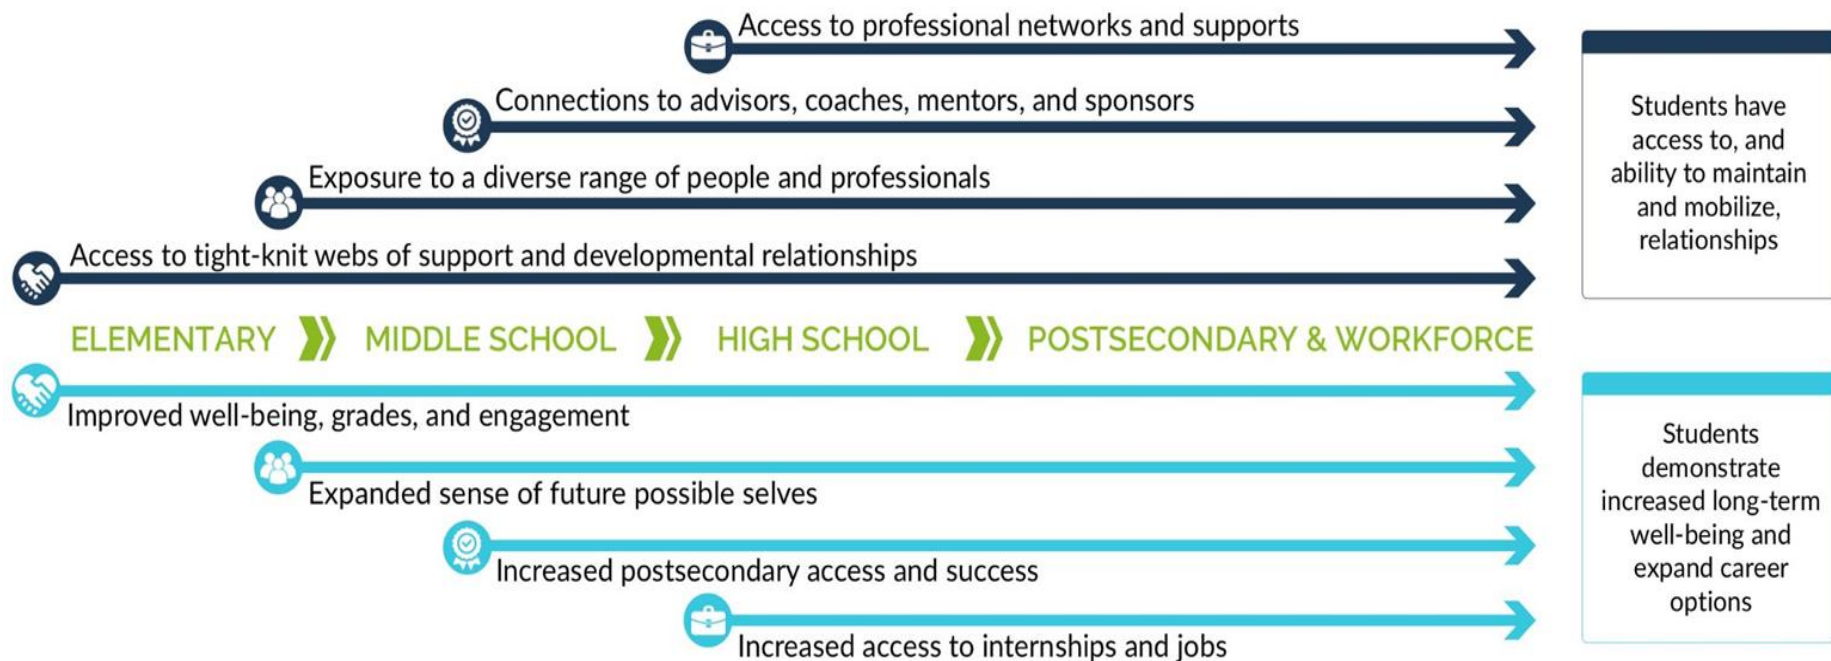 Access to professional networks and supports
Connections to advisors, coaches, mentors, and sponsors
Exposure to a diverse range of people and professionals
Access to tight-knit webs of support and developmental relationships
Students have
access to, and
ability to maintain
and mobilize,
relationships
ELEMENTARY MIDDLE SCHOOL HIGH SCHOOL POSTSECONDARY & WORKFORCE
Improved well-being, grades, and engagement
Expanded sense of future possible selves
Increased postsecondary access and success
Increased access to internships and jobs
Students
demonstrate
increased long-term
well-being and
expand career
options